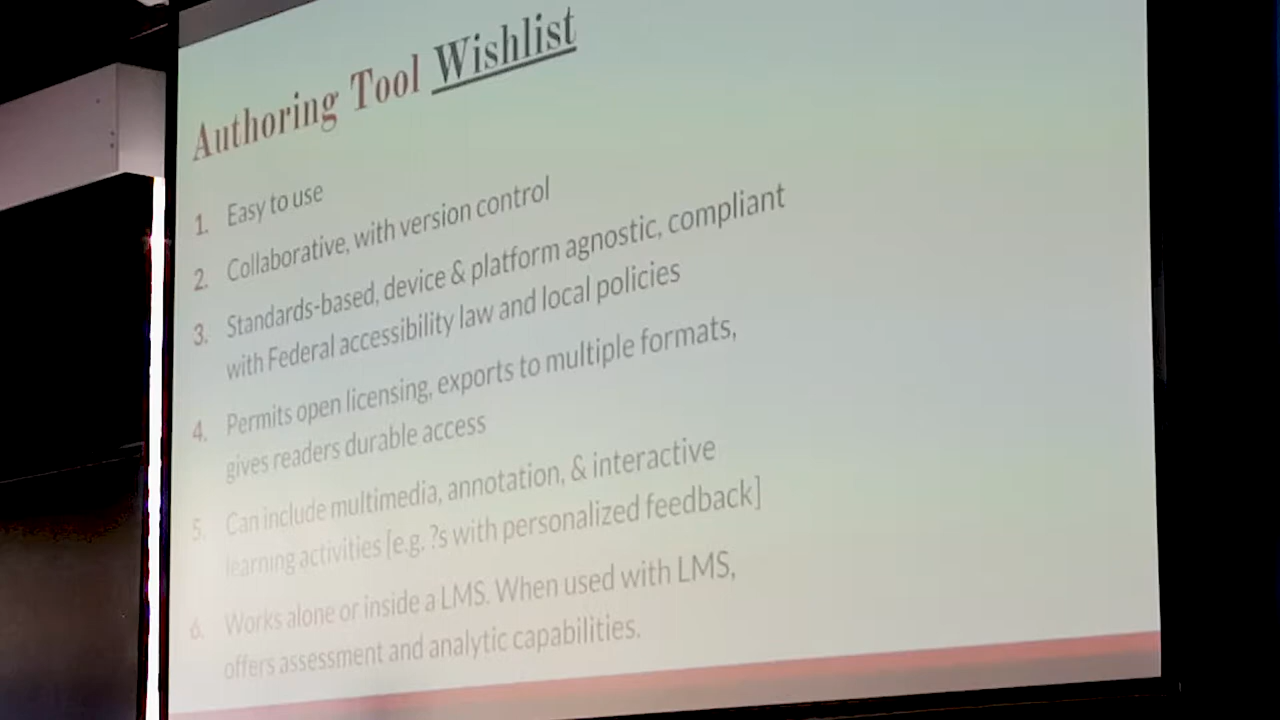 Authoring Tool Wishlist
1. Easy to use
2. Collaborative, with version control
3. Standards-based, device & platform agnostic, compliant
with Federal accessibility law and local policies
4. Permits open licensing, exports to multiple formats,
gives readers durable access
5. Can include multimedia, annotation, & interactive
learning activities [e.g. ?s with personalized feedback]
6. Works alone or inside a LMS. When used with LMS,
offers assessment and analytic capabilities.